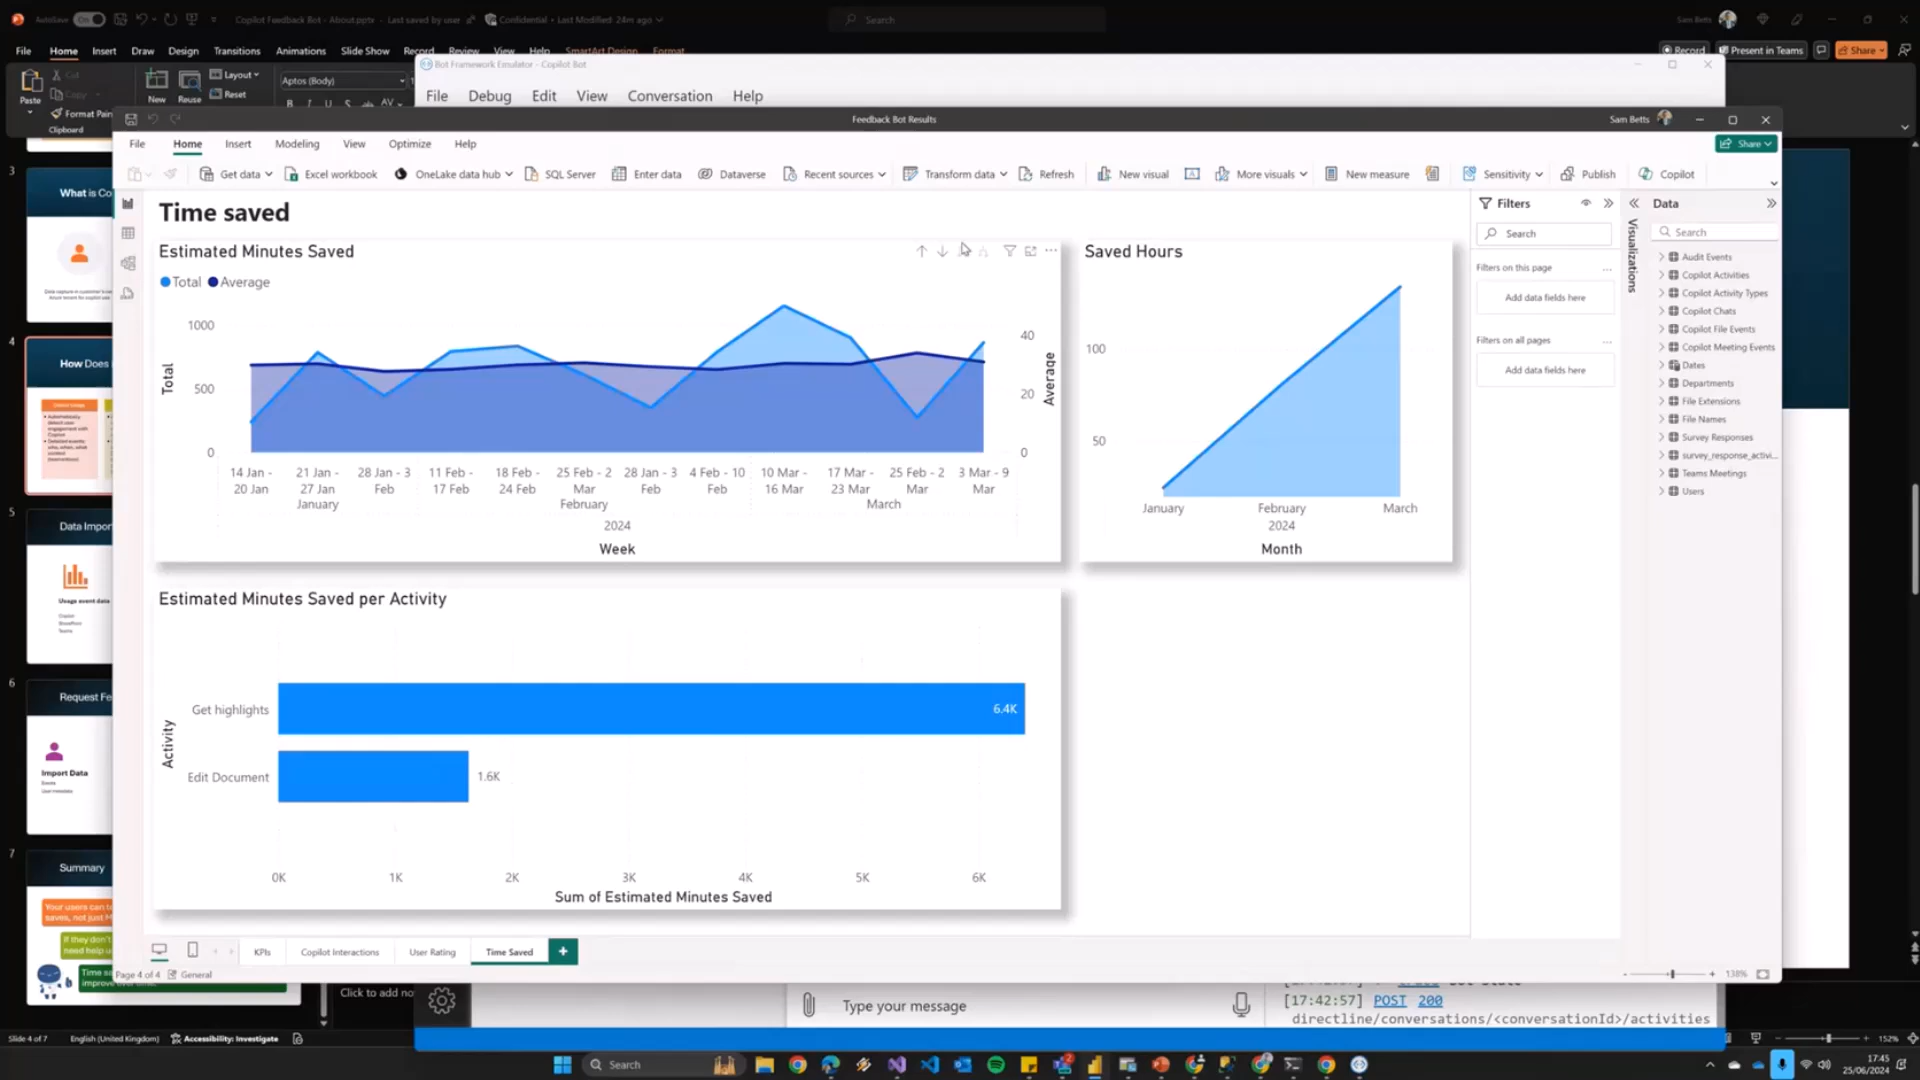 AutoSave On Copilot Feedback Bot - About.pptx - Last saved by user Confidential • Last Modified: 24m ago Search Sam Betts
File Home Insert Draw Design Transitions Animations Slide Show Record Review View Help SmartArt Design Format Record Present in Teams Share
Paste Cut Copy Format Pain Clipboard New Reuse Layout Reset Aptos (Body)
Bot Framework Emulator - Copilot Bot
File Debug Edit View Conversation Help
Feedback Bot Results Sam Betts
File Home Insert Modeling View Optimize Help Share
Get data Excel workbook OneLake data hub SQL Server Enter data Dataverse Recent sources Transform data Refresh New visual More visuals New measure Sensitivity Publish Copilot
Time saved
Estimated Minutes Saved
Total Average
1000
500
0
Total
40
20
0
Average
14 Jan - 20 Jan
21 Jan - 27 Jan
28 Jan - 3 Feb
11 Feb - 17 Feb
18 Feb - 24 Feb
25 Feb - 2 Mar
28 Jan - 3 Feb
4 Feb - 10 Feb
10 Mar - 16 Mar
17 Mar - 23 Mar
25 Feb - 2 Mar
3 Mar - 9 Mar
January February March
2024
Week
Saved Hours
100
50
January February March
2024
Month
Estimated Minutes Saved per Activity
Activity
Get highlights 6.4K
Edit Document 1.6K
0K 1K 2K 3K 4K 5K 6K
Sum of Estimated Minutes Saved
Filters
Search
Filters on this page
Add data fields here
Filters on all pages
Add data fields here
Visualizations
Data
Search
Audit Events
Copilot Activities
Copilot Activity Types
Copilot Chats
Copilot File Events
Copilot Meeting Events
Dates
Departments
File Extensions
File Names
Survey Responses
survey_response_activi...
Teams Meetings
Users
KPIs Copilot Interactions User Rating Time Saved
Page 4 of 4 General 138%
3
What is Co
4
How Does
5
Data Impor
Usage event data
6
Request Fe
Import Data
7
Summary
Your users can t
saves, not just M
If they don't
need help u
Time sa
improve over time
Click to add no
Type your message
[17:42:57] POST 200
directline/conversations/<conversationId>/activities
Slide 4 of 7 English (United Kingdom) Accessibility: Investigate 152%
Search
17:45
25/06/2024